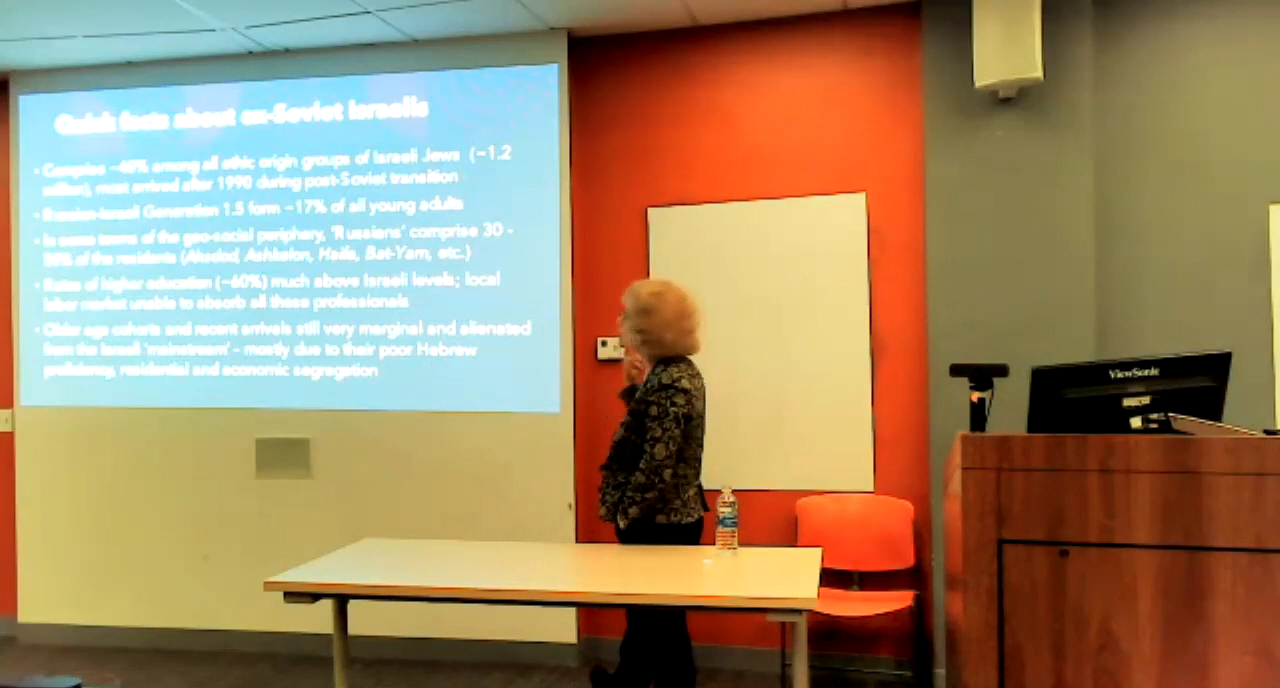 Quick facts about ex-Soviet Israelis
• Comprise ~40% among all ethic origin groups of Israeli Jews (~1.2
million), most arrived after 1990 during post-Soviet transition
• Russian-Israeli Generation 1.5 form ~17% of all young adults
• In some towns of the geo-social periphery, 'Russians' comprise 30 -
of the residents (Ashdod, Ashkelon, Haifa, Bat-Yam, etc.)
• Rates of higher education (~60%) much above Israeli levels; local
labor market unable to absorb all these professionals
• Older age cohorts and recent arrivals still very marginal and alienated
from the Israeli 'mainstream' - mostly due to their poor Hebrew
proficiency, residential and economic segregation
ViewSonic